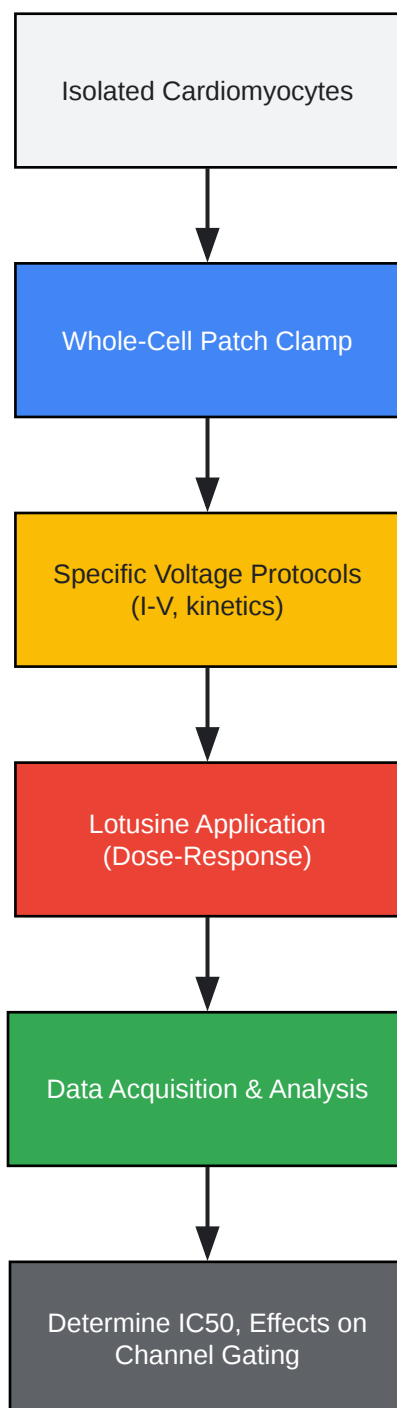 Isolated Cardiomyocytes
Whole-Cell Patch Clamp
Specific Voltage Protocols
(I-V, kinetics)
Lotusine Application
(Dose-Response)
Data Acquisition & Analysis
Determine IC50, Effects on
Channel Gating